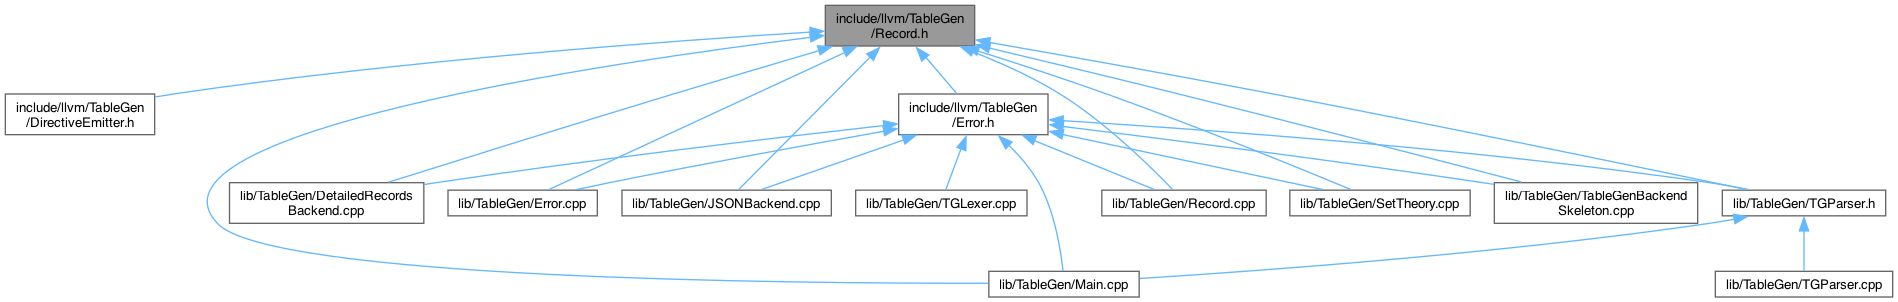 include/llvm/TableGen
/Record.h
include/llvm/TableGen
/DirectiveEmitter.h
include/llvm/TableGen
/Error.h
lib/TableGen/DetailedRecords
Backend.cpp
lib/TableGen/Error.cpp
lib/TableGen/JSONBackend.cpp
lib/TableGen/TGLexer.cpp
lib/TableGen/Record.cpp
lib/TableGen/SetTheory.cpp
lib/TableGen/TableGenBackend
Skeleton.cpp
lib/TableGen/TGParser.h
lib/TableGen/Main.cpp
lib/TableGen/TGParser.cpp